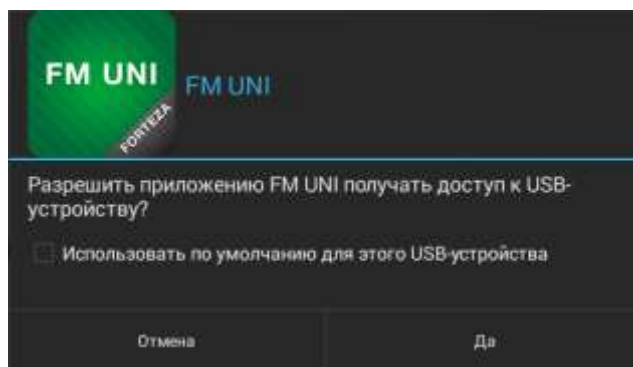 FM UNI
FORTEZA
FM UNI
Разрешить приложению FM UNI получать доступ к USB-
устройству?
Использовать по умолчанию для этого USB-устройства
Отмена
Да